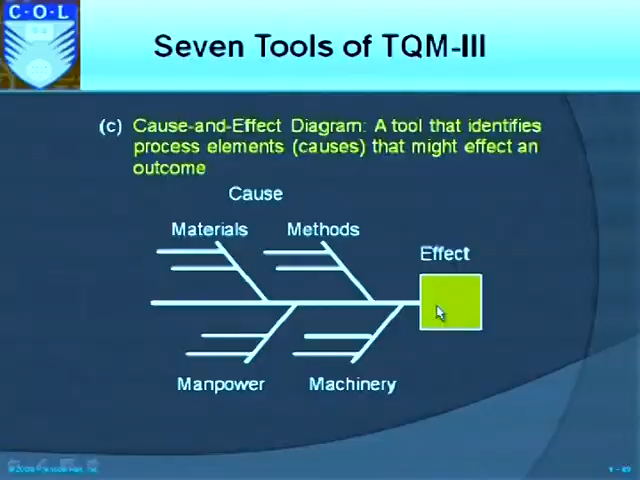 C-O-L
Seven Tools of TQM-III
(c) Cause-and-Effect Diagram: A tool that identifies
process elements (causes) that might effect an
outcome
Cause
Materials Methods
Effect
Manpower Machinery